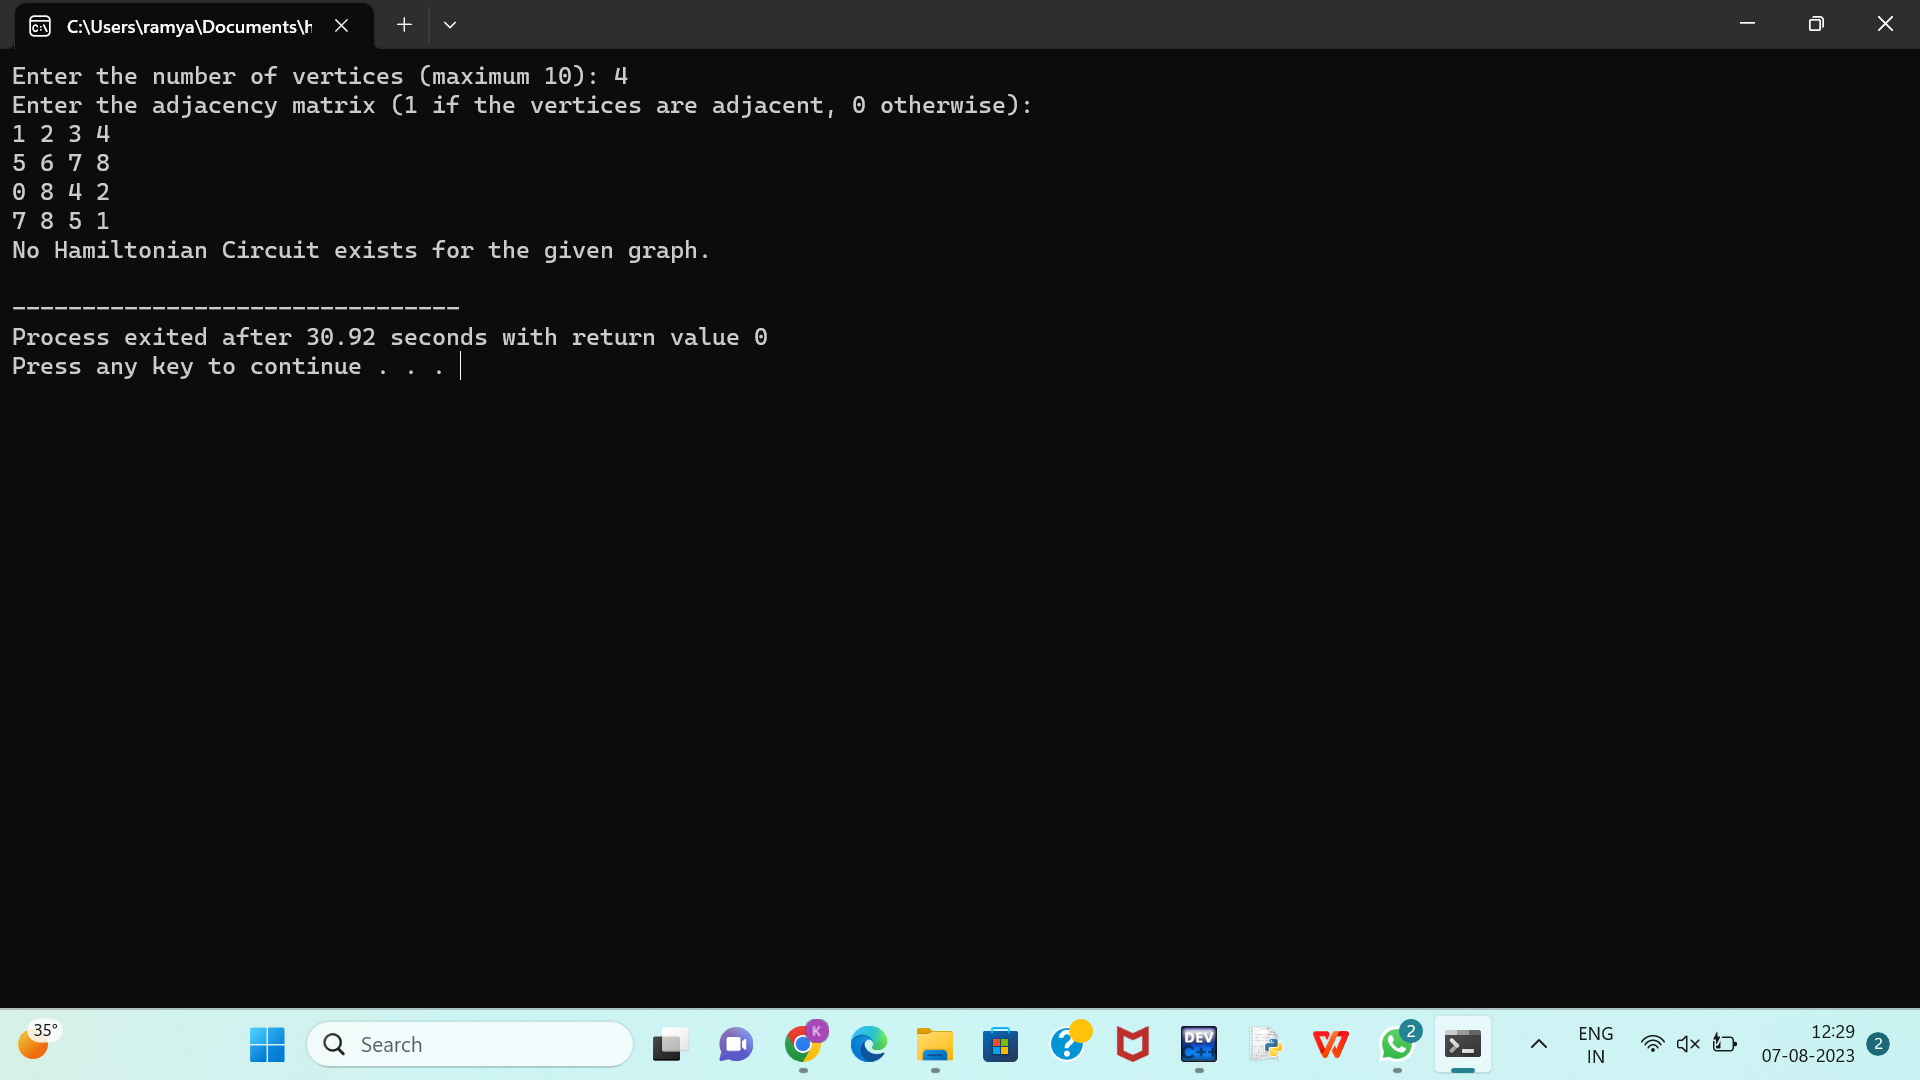 C:\Users\ramya\Documents\h
Enter the number of vertices (maximum 10): 4
Enter the adjacency matrix (1 if the vertices are adjacent, 0 otherwise):
1 2 3 4
5 6 7 8
0 8 4 2
7 8 5 1
No Hamiltonian Circuit exists for the given graph.
--------------------------------
Process exited after 30.92 seconds with return value 0
Press any key to continue . . .
35°
Search
K
DEV
C++
2
ENG
IN
12:29
07-08-2023
2